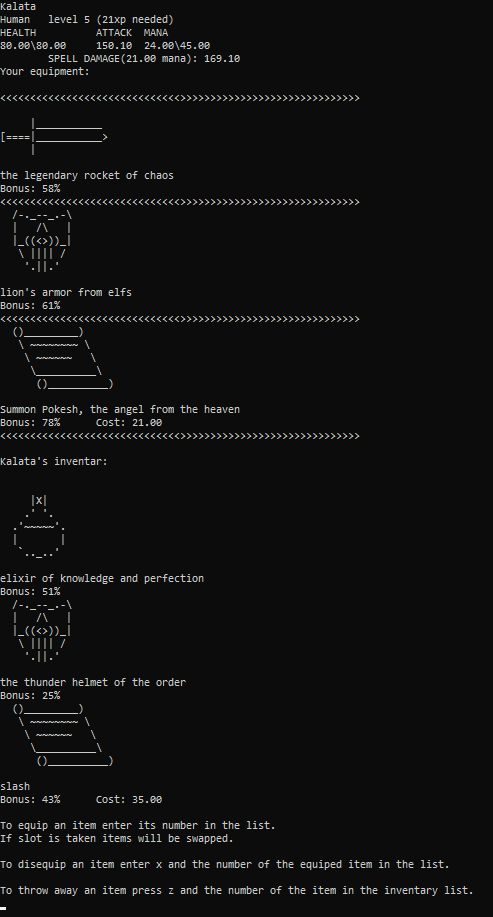 Kalata
Human   level 5 (21xp needed)
HEALTH          ATTACK  MANA
80.00\80.00     150.10  24.00\45.00
        SPELL DAMAGE(21.00 mana): 169.10
Your equipment:
the legendary rocket of chaos
Bonus: 58%
lion's armor from elfs
Bonus: 61%
Summon Pokesh, the angel from the heaven
Bonus: 78%      Cost: 21.00
Kalata's inventar:
elixir of knowledge and perfection
Bonus: 51%
the thunder helmet of the order
Bonus: 25%
slash
Bonus: 43%      Cost: 35.00
To equip an item enter its number in the list.
If slot is taken items will be swapped.
To disequip an item enter x and the number of the equiped item in the list.
To throw away an item press z and the number of the item in the inventary list.